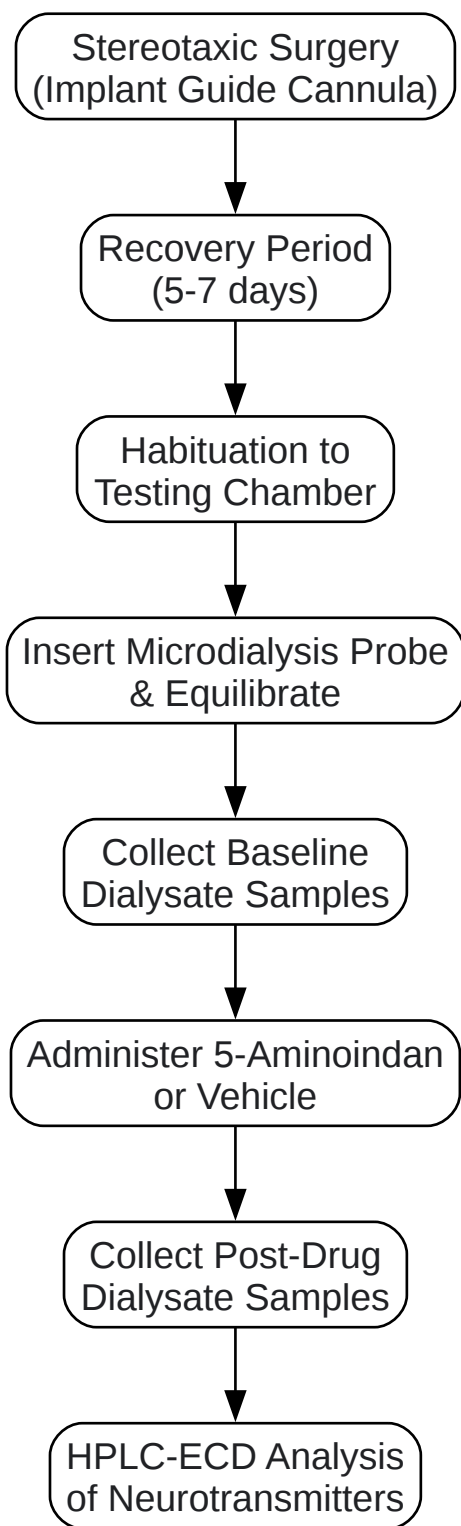 Stereotaxic Surgery
(Implant Guide Cannula)
Recovery Period
(5-7 days)
Habituation to
Testing Chamber
Insert Microdialysis Probe
& Equilibrate
Collect Baseline
Dialysate Samples
Administer 5-Aminoindan
or Vehicle
Collect Post-Drug
Dialysate Samples
HPLC-ECD Analysis
of Neurotransmitters